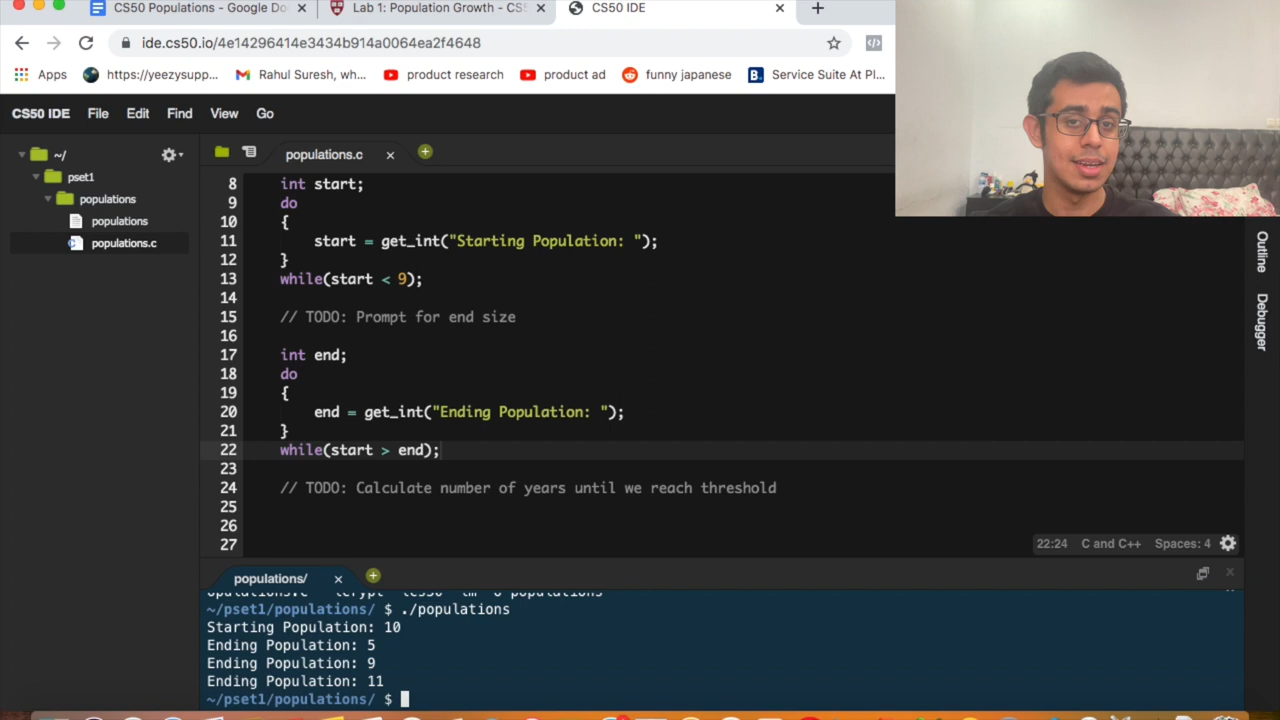 CS50 Populations - Google Do
Lab 1: Population Growth - CS5
CS50 IDE
ide.cs50.io/4e14296414e3434b914a0064ea2f4648
Apps
https://yeezysupp...
Rahul Suresh, wh...
product research
product ad
funny japanese
Service Suite At Pl...
CS50 IDE File Edit Find View Go
~/
pset1
populations
populations
populations.c
populations.c
8 int start;
9 do
10 {
11 start = get_int("Starting Population: ");
12 }
13 while(start < 9);
14
15 // TODO: Prompt for end size
16
17 int end;
18 do
19 {
20 end = get_int("Ending Population: ");
21 }
22 while(start > end);
23
24 // TODO: Calculate number of years until we reach threshold
25
26
27
22:24 C and C++ Spaces: 4
Outline
Debugger
populations/
~/pset1/populations/ $ ./populations
Starting Population: 10
Ending Population: 5
Ending Population: 9
Ending Population: 11
~/pset1/populations/ $